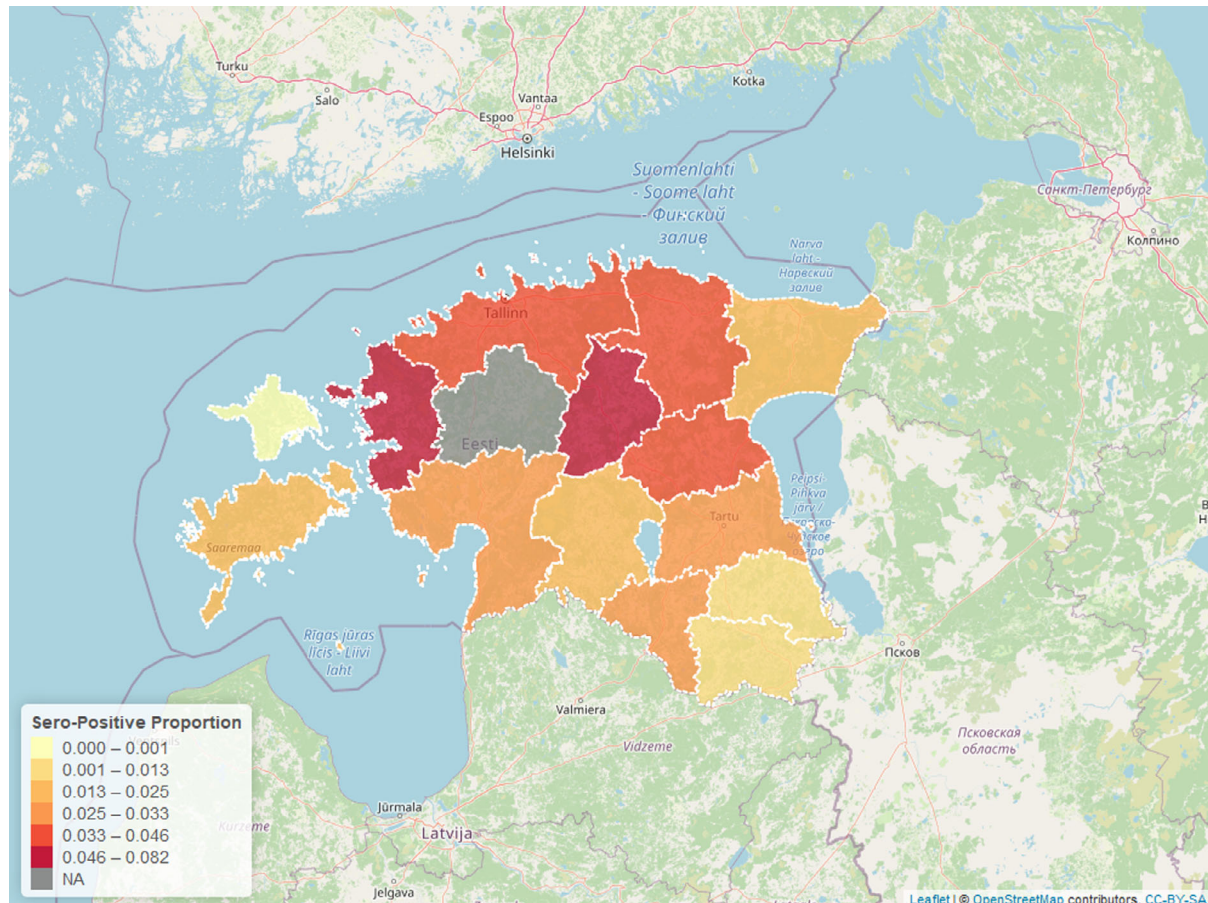 Turku
Salo
Vantaa
Espoo
Helsinki
Kotka
Suomenlahti
- Soome laht
- Финский
залив
Санкт-Петербург
Колпино
Narva
laht -
Нарвский
залив
Tallinn
Eesti
Saaremaa
Tartu
Peipsi-
Pihkva
järv /
Псков
Rīgas jūras
līcis - Liivi
laht
Valmiera
Vidzeme
Псковская
область
Jūrmala
Latvija
Kurzeme
Jelgava
Sero-Positive Proportion
0.000 – 0.001
0.001 – 0.013
0.013 – 0.025
0.025 – 0.033
0.033 – 0.046
0.046 – 0.082
NA
Leaflet | © OpenStreetMap contributors, CC-BY-SA